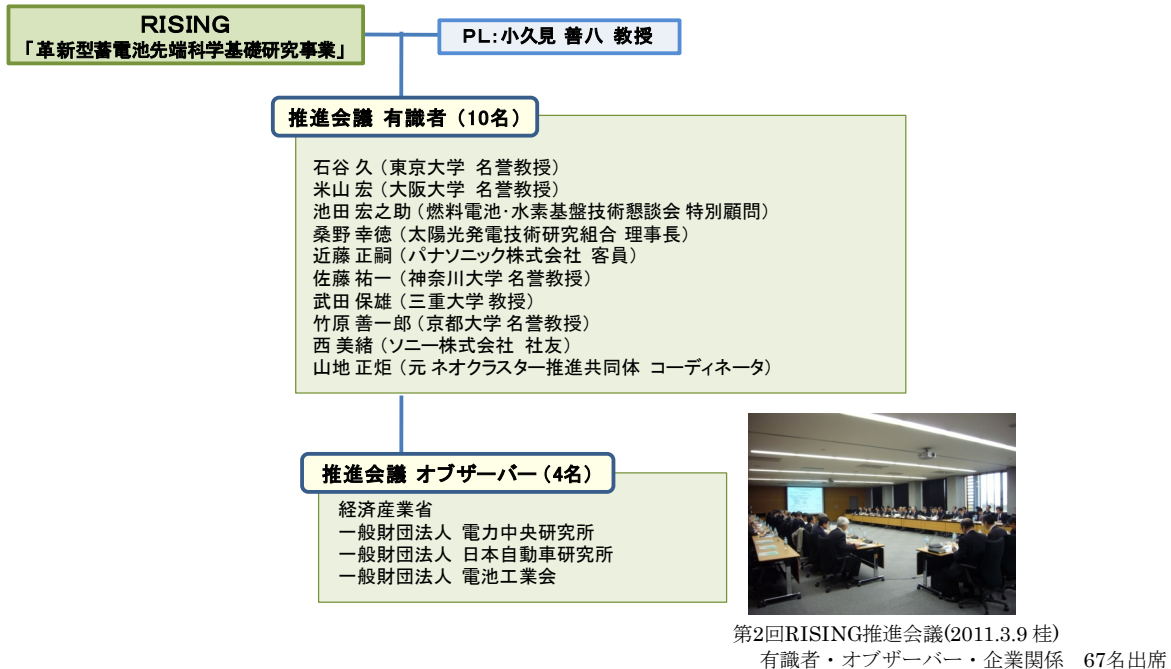 RISING
「革新型蓄電池先端科学基礎研究事業」
PL:小久見 善八 教授
推進会議 有識者 (10名)
石谷 久 (東京大学 名誉教授)
米山 宏 (大阪大学 名誉教授)
池田 宏之助 (燃料電池・水素基盤技術懇談会 特別顧問)
桑野 幸徳 (太陽光発電技術研究組合 理事長)
近藤 正嗣 (パナソニック株式会社 客員)
佐藤 祐一 (神奈川大学 名誉教授)
武田 保雄 (三重大学 教授)
竹原 善一郎 (京都大学 名誉教授)
西 美緒 (ソニー株式会社 社友)
山地 正炬 (元 ネオクラスター推進共同体 コーディネータ)
推進会議 オブザーバー (4名)
経済産業省
一般財団法人 電力中央研究所
一般財団法人 日本自動車研究所
一般財団法人 電池工業会
第2回RISING推進会議(2011.3.9 桂)
有識者・オブザーバー・企業関係 67名出席